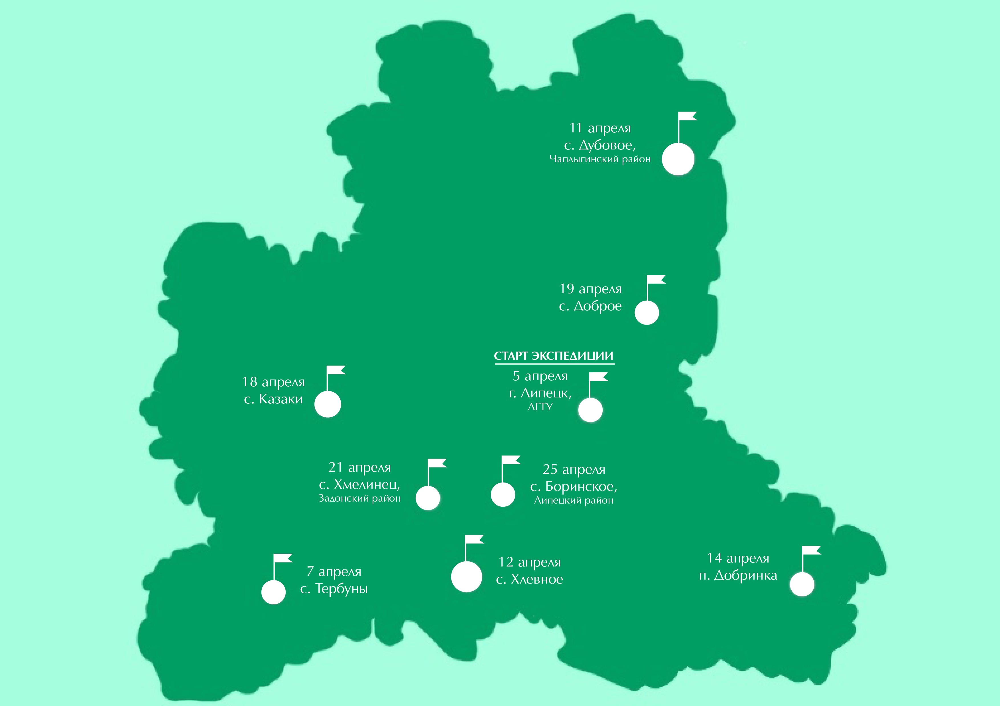 11 апреля
с. Дубовое,
Чаплыгинский район
19 апреля
с. Доброе
СТАРТ ЭКСПЕДИЦИИ
5 апреля
г. Липецк,
ЛГТУ
18 апреля
с. Казаки
21 апреля
с. Хмелинец,
Задонский район
25 апреля
с. Боринское,
Липецкий район
7 апреля
с. Тербуны
12 апреля
с. Хлевное
14 апреля
п. Добринка